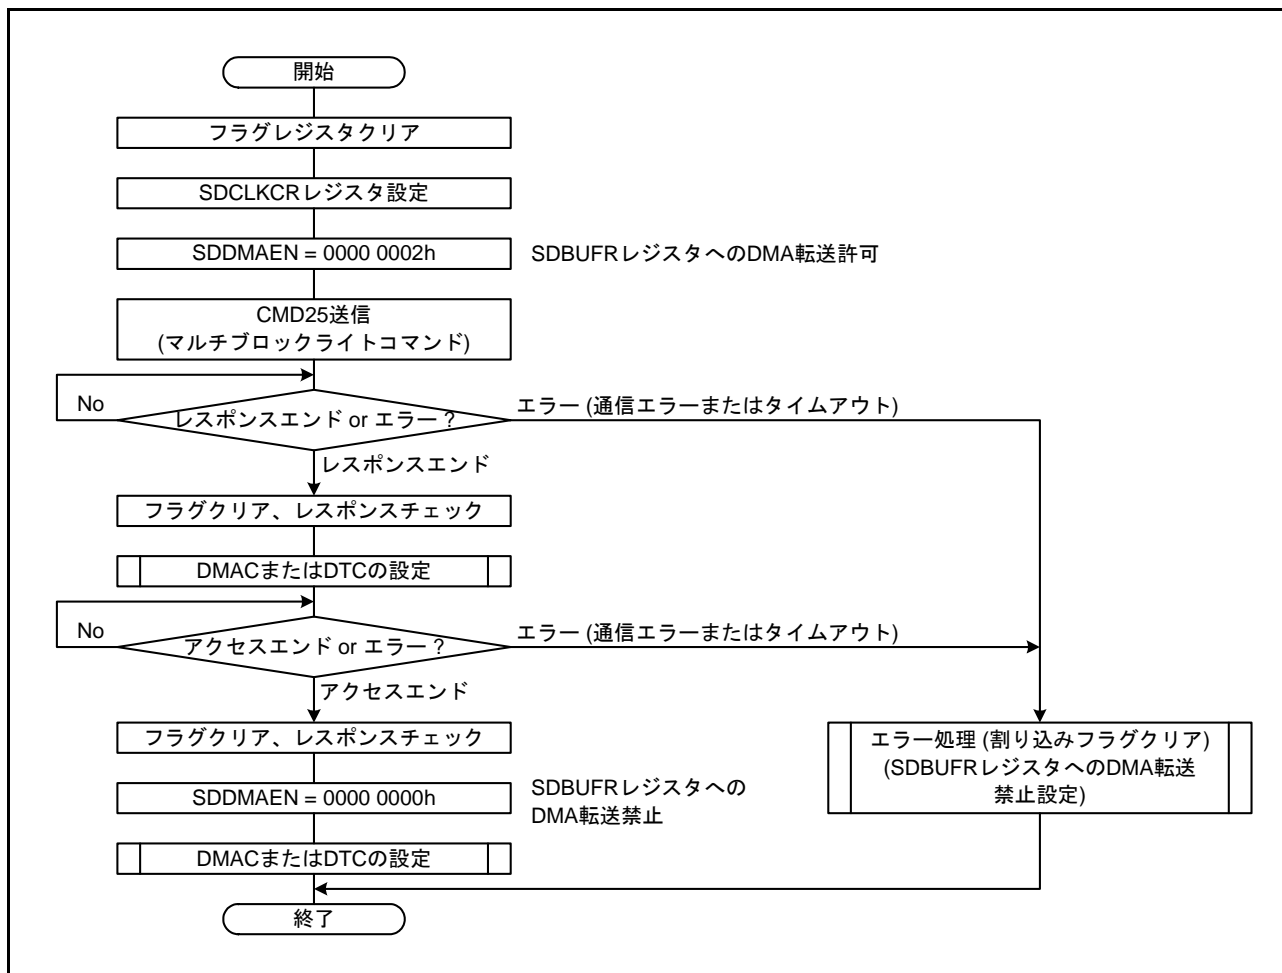 開始
フラグレジスタクリア
SDCLKCRレジスタ設定
SDDMAEN = 0000 0002h
SDBUFRレジスタへのDMA転送許可
CMD25送信
(マルチブロックライトコマンド)
No
レスポンスエンド or エラー ?
エラー (通信エラーまたはタイムアウト)
レスポンスエンド
フラグクリア、レスポンスチェック
DMACまたはDTCの設定
No
アクセスエンド or エラー ?
エラー (通信エラーまたはタイムアウト)
アクセスエンド
フラグクリア、レスポンスチェック
エラー処理 (割り込みフラグクリア)
(SDBUFRレジスタへのDMA転送
禁止設定)
SDDMAEN = 0000 0000h
SDBUFRレジスタへの
DMA転送禁止
DMACまたはDTCの設定
終了